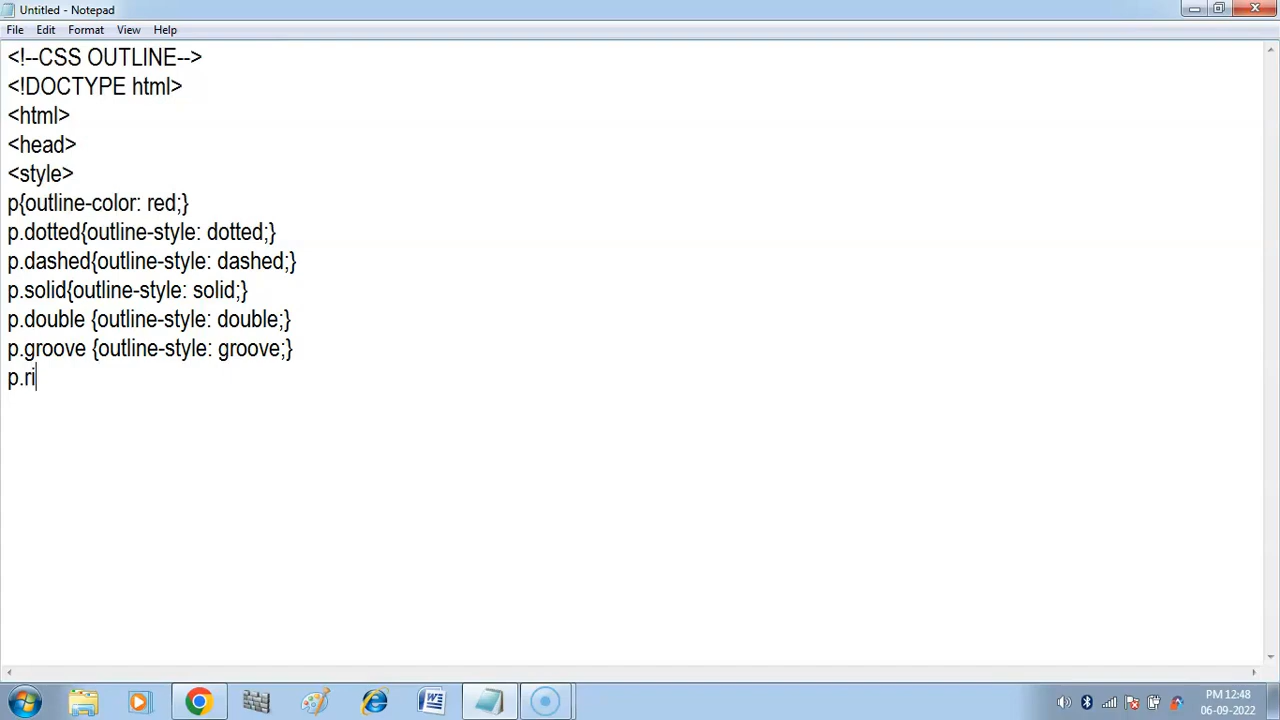 Untitled - Notepad
File Edit Format View Help
<!--CSS OUTLINE-->
<!DOCTYPE html>
<html>
<head>
<style>
p{outline-color: red;}
p.dotted{outline-style: dotted;}
p.dashed{outline-style: dashed;}
p.solid{outline-style: solid;}
p.double {outline-style: double;}
p.groove {outline-style: groove;}
p.ri
PM 12:48
06-09-2022